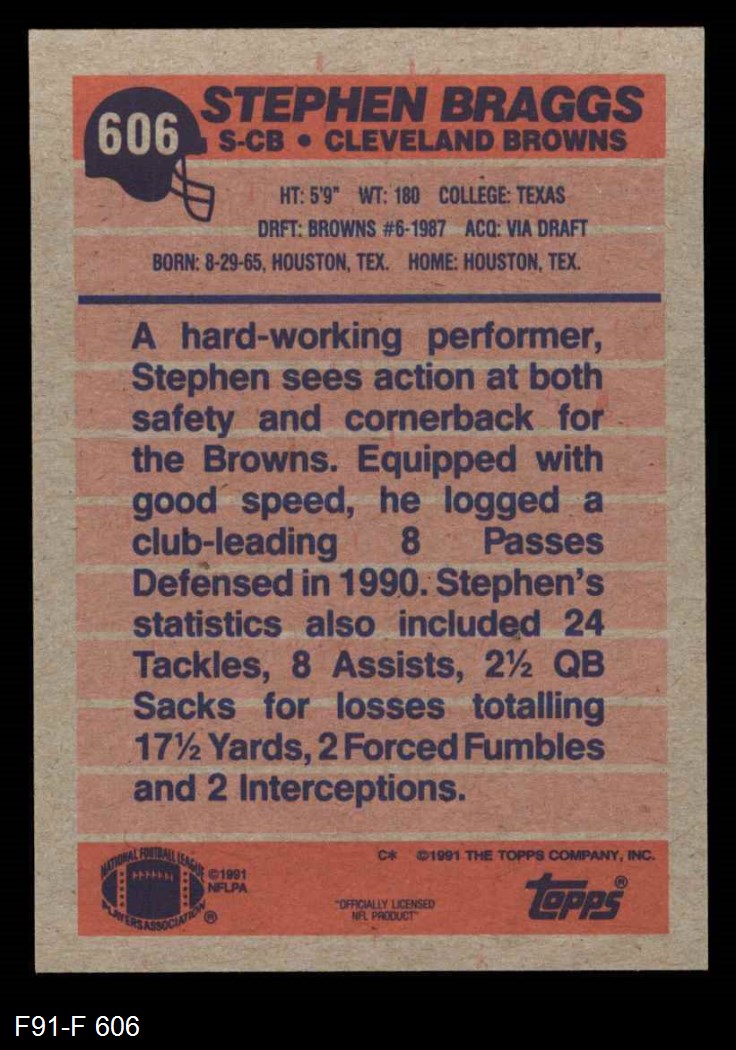 606
STEPHEN BRAGGS
S-CB • CLEVELAND BROWNS
HT: 5'9" WT: 180 COLLEGE: TEXAS
DRFT: BROWNS #6-1987 ACQ: VIA DRAFT
BORN: 8-29-65, HOUSTON, TEX. HOME: HOUSTON, TEX.
A hard-working performer,
Stephen sees action at both
safety and cornerback for
the Browns. Equipped with
good speed, he logged a
club-leading 8 Passes
Defensed in 1990. Stephen's
statistics also included 24
Tackles, 8 Assists, 2½ QB
Sacks for losses totalling
17½ Yards, 2 Forced Fumbles
and 2 Interceptions.
C* ©1991 THE TOPPS COMPANY, INC.
NATIONAL FOOTBALL LEAGUE
PLAYERS ASSOCIATION ®
©1991
NFLPA
"OFFICIALLY LICENSED
NFL PRODUCT"
topps®
F91-F 606